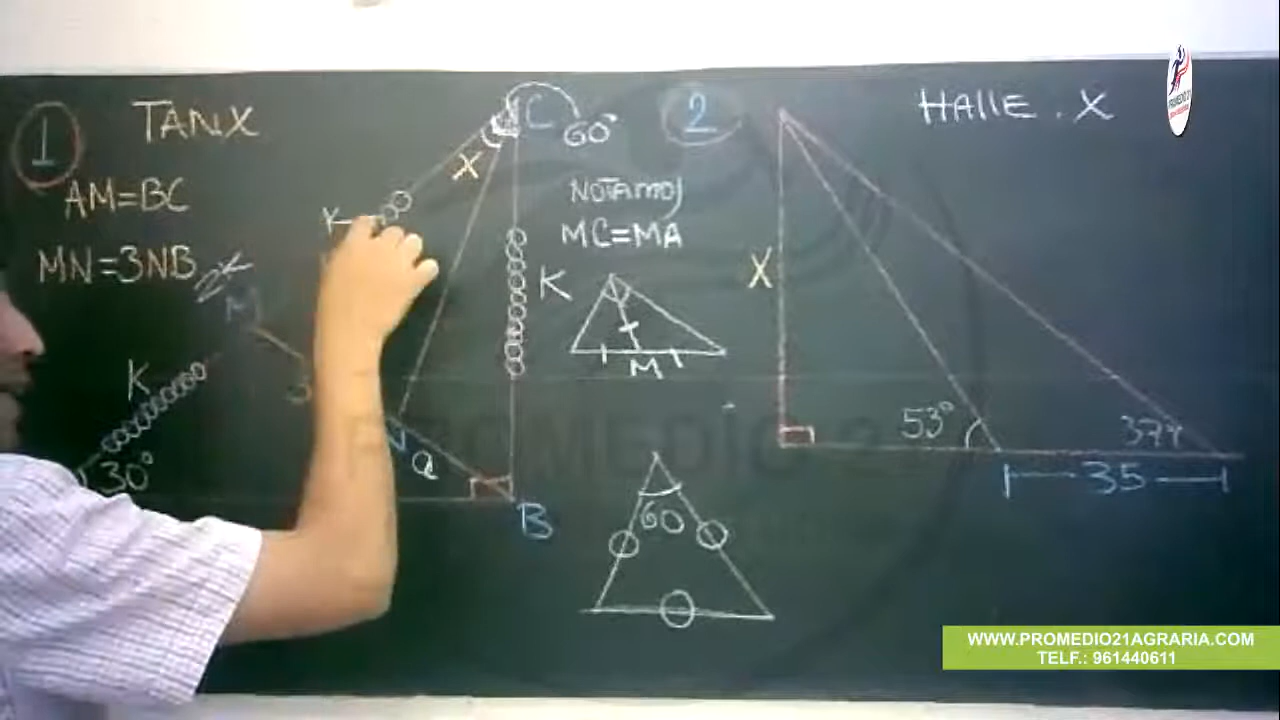 1
TANX
AM=BC
MN=3NB
M
K
30°
K
X
C
60°
K
a
B
2
HALLE. X
NOTAMOS
MC=MA
M
60
X
53°
37°
35
PROMEDIO21
WWW.PROMEDIO21AGRARIA.COM
TELF.: 961440611